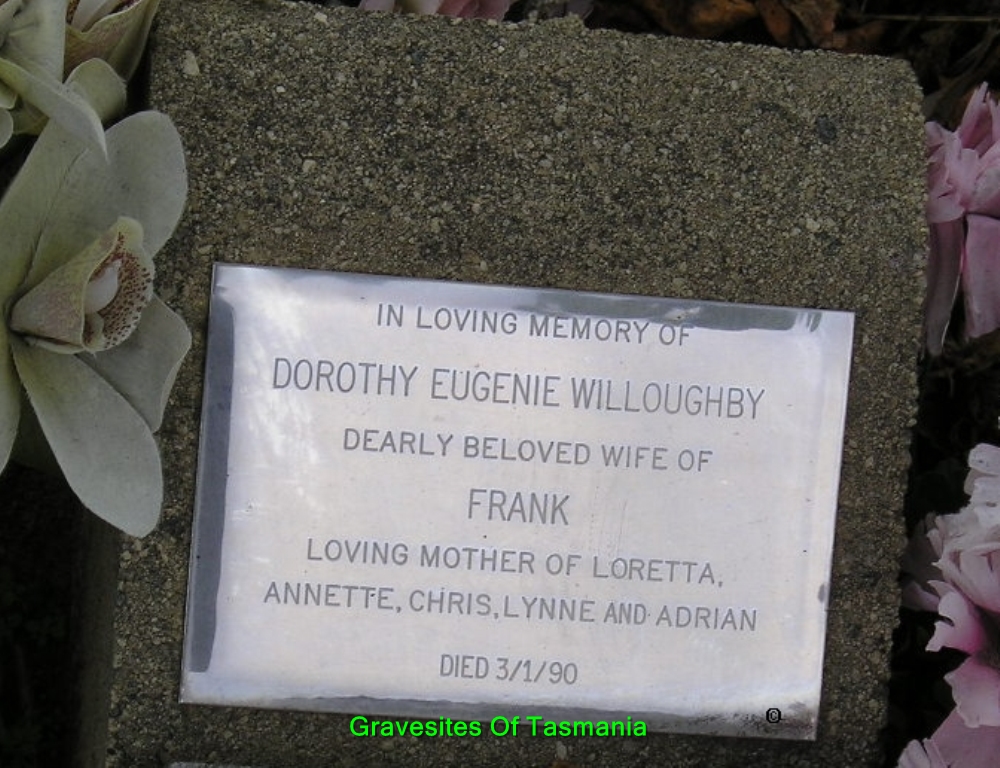 IN LOVING MEMORY OF
DOROTHY EUGENIE WILLOUGHBY
DEARLY BELOVED WIFE OF
FRANK
LOVING MOTHER OF LORETTA,
ANNETTE, CHRIS, LYNNE AND ADRIAN
DIED 3/1/90
©
Gravesites Of Tasmania